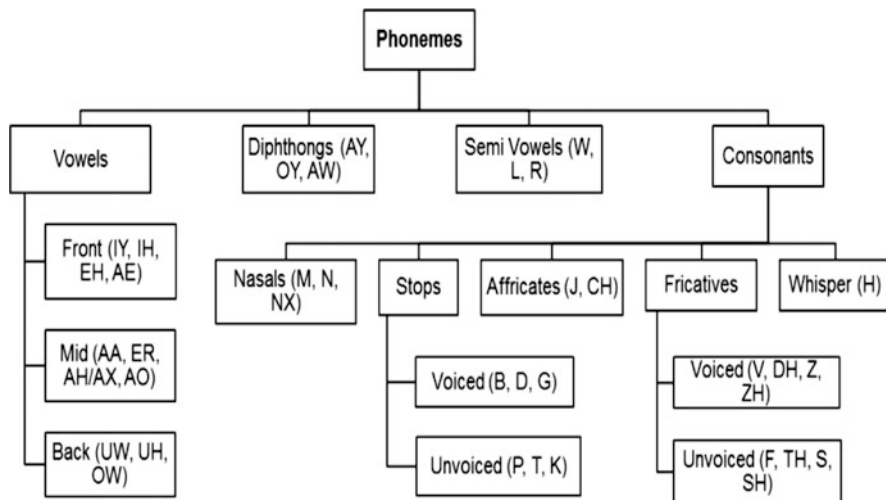 Phonemes
Vowels
Diphthongs (AY,
OY, AW)
Semi Vowels (W,
L, R)
Consonants
Front (IY, IH,
EH, AE)
Mid (AA, ER,
AH/AX, AO)
Back (UW, UH,
OW)
Nasals (M, N,
NX)
Stops
Affricates (J, CH)
Fricatives
Whisper (H)
Voiced (B, D, G)
Unvoiced (P, T, K)
Voiced (V, DH, Z,
ZH)
Unvoiced (F, TH, S,
SH)